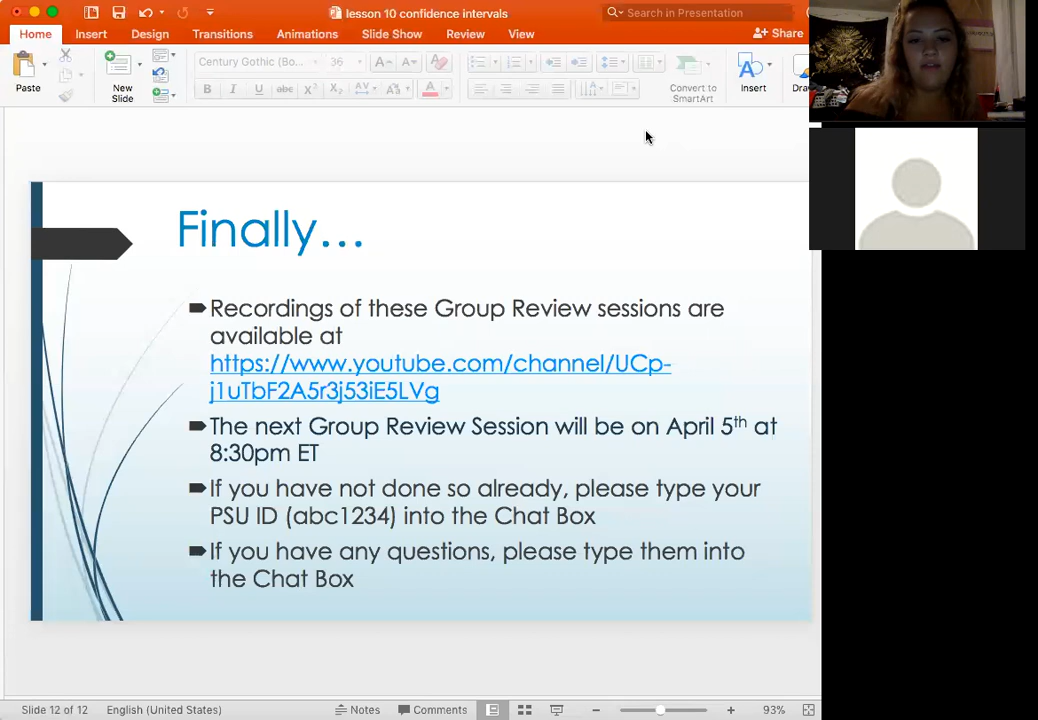 lesson 10 confidence intervals
Search in Presentation
Home
Insert
Design
Transitions
Animations
Slide Show
Review
View
Share
Paste
New
Slide
Century Gothic (Bo...
36
Convert to
SmartArt
Insert
Finally…
Recordings of these Group Review sessions are
available at
https://www.youtube.com/channel/UCp-
j1uTbF2A5r3j53iE5LVg
The next Group Review Session will be on April 5th at
8:30pm ET
If you have not done so already, please type your
PSU ID (abc1234) into the Chat Box
If you have any questions, please type them into
the Chat Box
Slide 12 of 12
English (United States)
Notes
Comments
93%